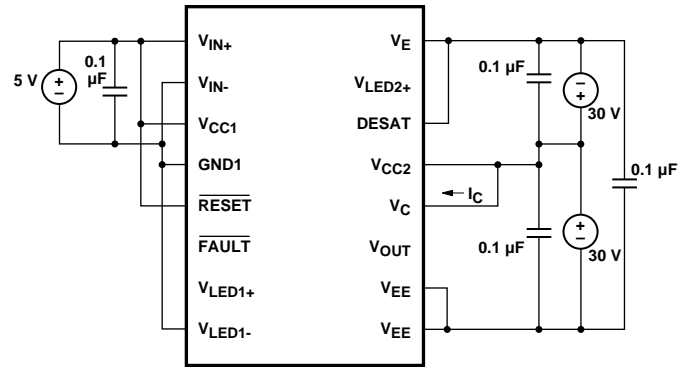 0.1
µF
5 V
+
−
V_IN+
V_IN-
V_CC1
GND1
RESET
FAULT
V_LED1+
V_LED1-
V_E
V_LED2+
DESAT
V_CC2
V_C
V_OUT
V_EE
V_EE
I_C
0.1 µF
−
+
30 V
0.1 µF
0.1 µF
+
−
30 V